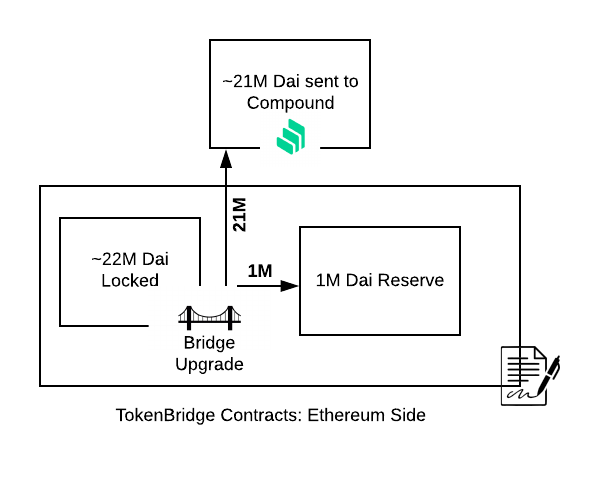 ~21M Dai sent to
Compound
21M
~22M Dai
Locked
1M
1M Dai Reserve
Bridge
Upgrade
TokenBridge Contracts: Ethereum Side